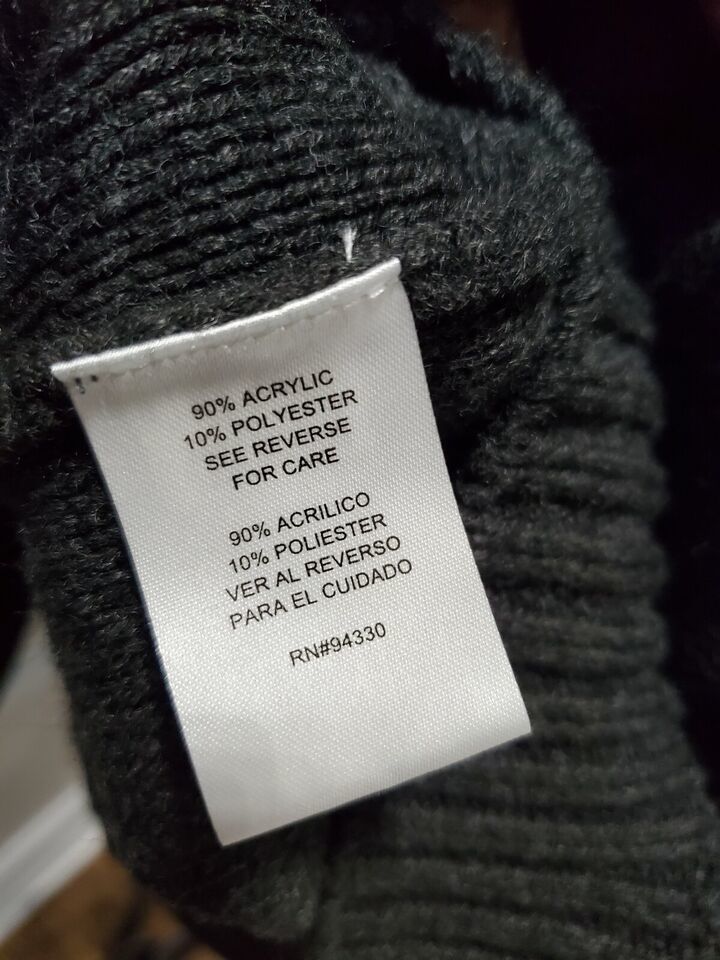 90% ACRYLIC
10% POLYESTER
SEE REVERSE
FOR CARE
90% ACRILICO
10% POLIESTER
VER AL REVERSO
PARA EL CUIDADO
RN#94330